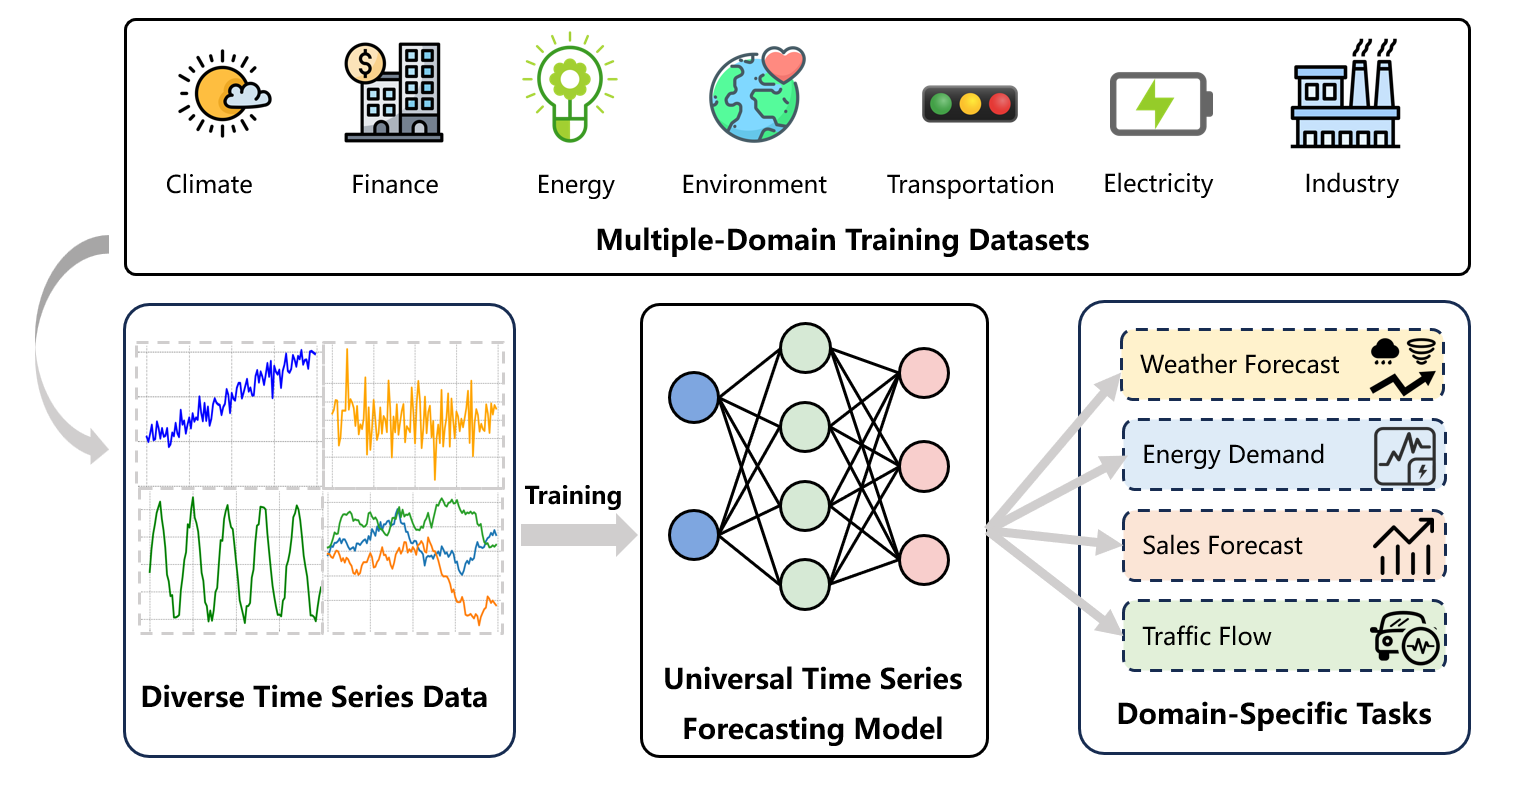 $
Climate
Finance
Energy
Environment
Transportation
Electricity
Industry
Multiple-Domain Training Datasets
Diverse Time Series Data
Training
Universal Time Series
Forecasting Model
Weather Forecast
Energy Demand
Sales Forecast
Traffic Flow
Domain-Specific Tasks